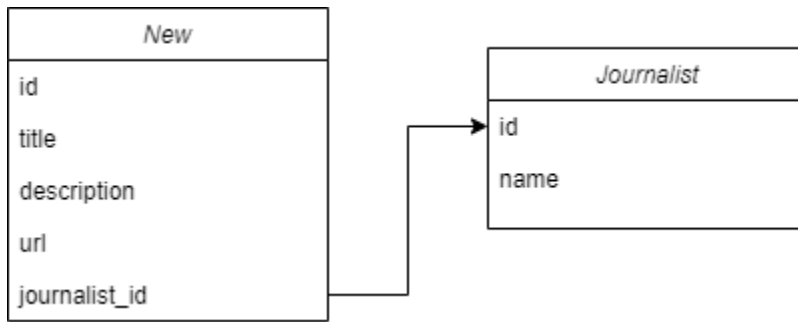 New
id
title
description
url
journalist_id
Journalist
id
name